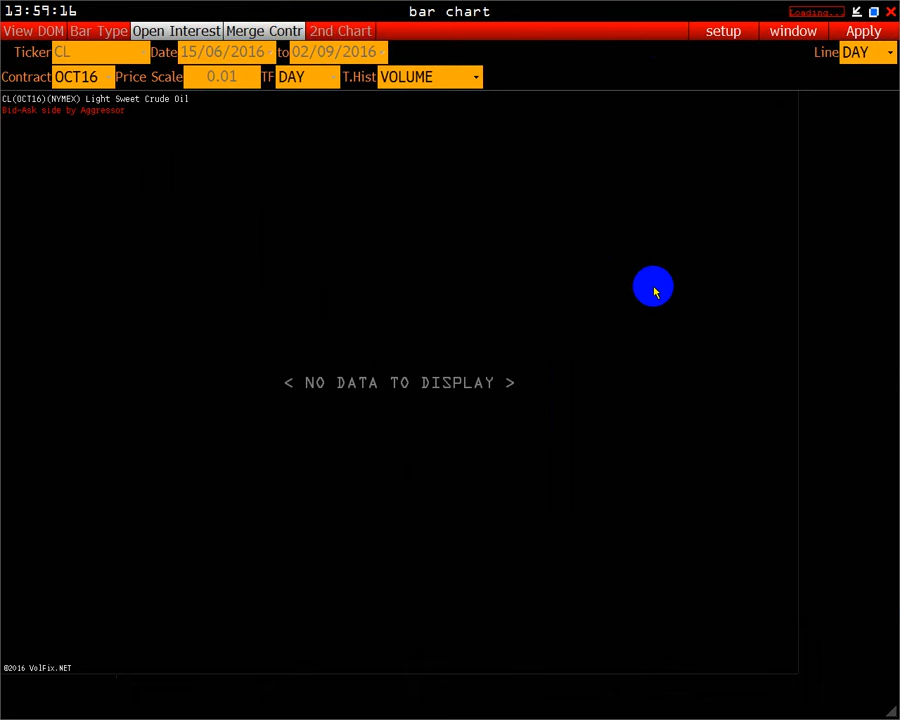 13:59:16 bar chart Loading...
View DOM Bar Type Open Interest Merge Contr 2nd Chart setup window Apply
Ticker CL Date 15/06/2016 to 02/09/2016 Line DAY
Contract OCT16 Price Scale 0.01 TF DAY T.Hist VOLUME
CL(OCT16)(NYMEX) Light Sweet Crude Oil
Bid-Ask side by Aggressor
< NO DATA TO DISPLAY >
©2016 VolFix.NET